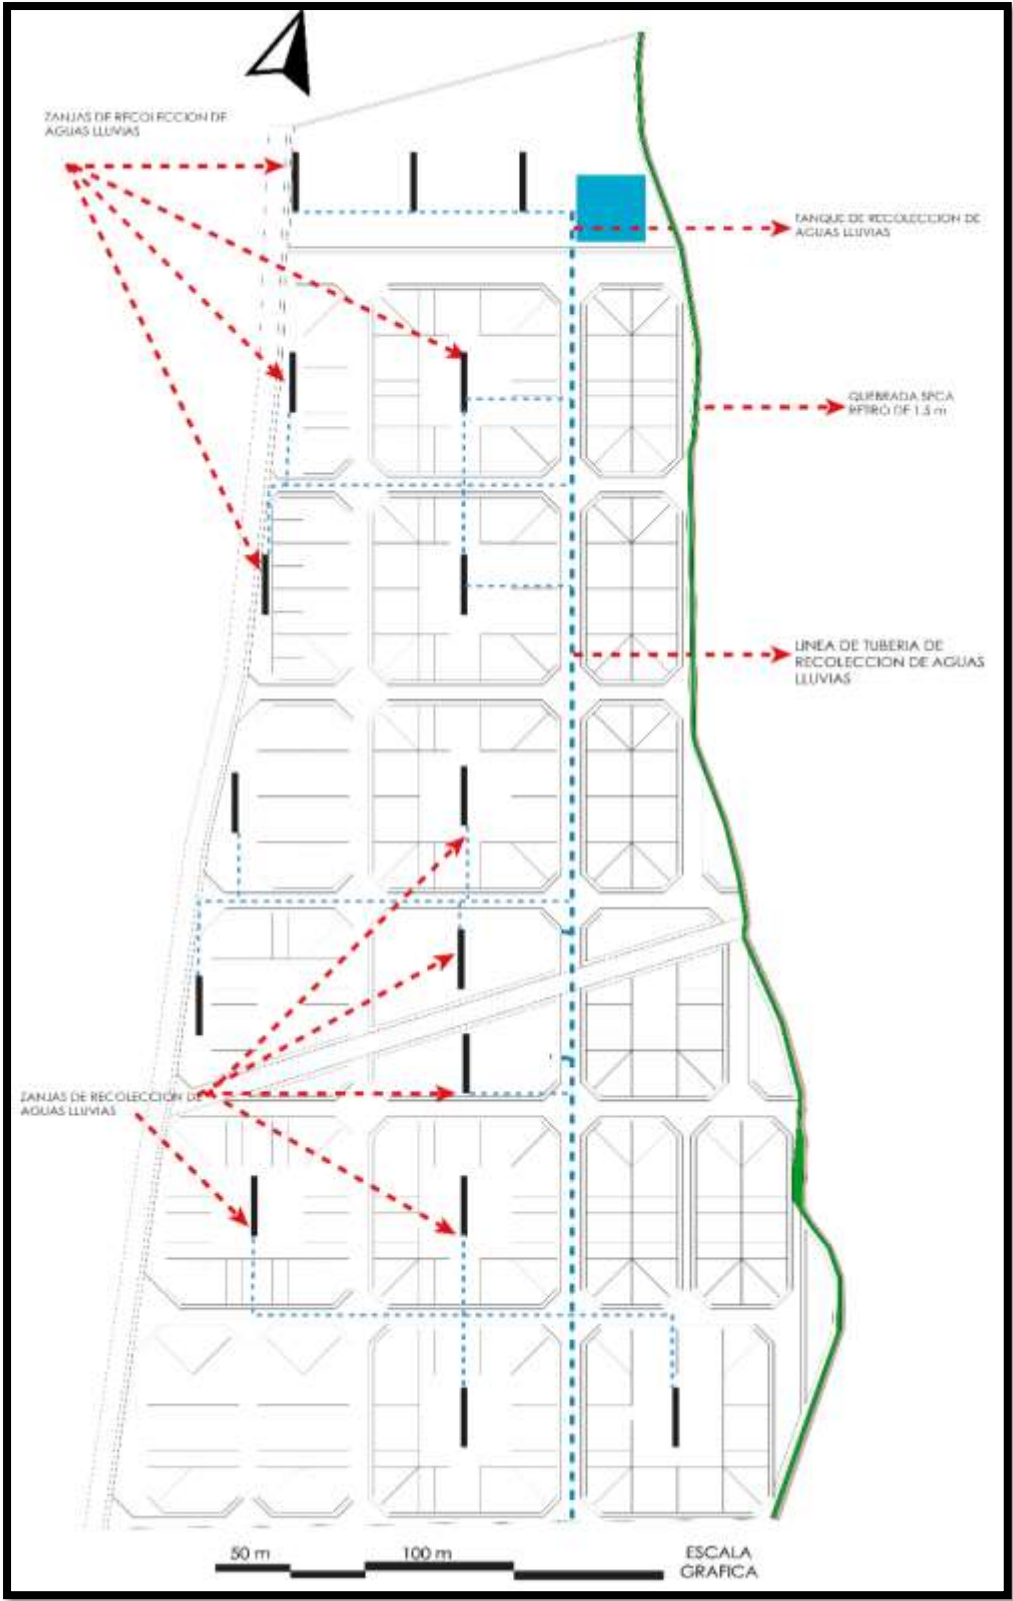 ZANJAS DE RECOLECCION DE
AGUAS LLUVIAS
TANQUE DE RECOLECCION DE
AGUAS LLUVIAS
QUEBRADA SECA
RETIRO DE 1.5 m
LINEA DE TUBERIA DE
RECOLECCION DE AGUAS
LLUVIAS
ZANJAS DE RECOLECCION DE
AGUAS LLUVIAS
50 m
100 m
ESCALA
GRAFICA